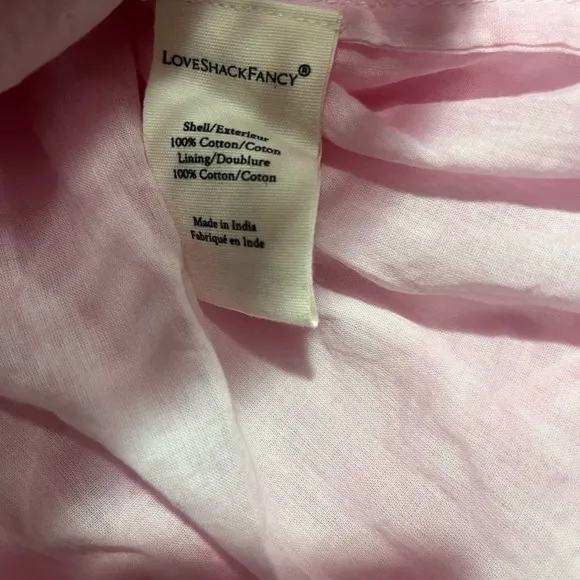 LoveShackFancy®
Shell/Exterieur
100% Cotton/Coton
Lining/Doublure
100% Cotton/Coton
Made in India
Fabriqué en Inde